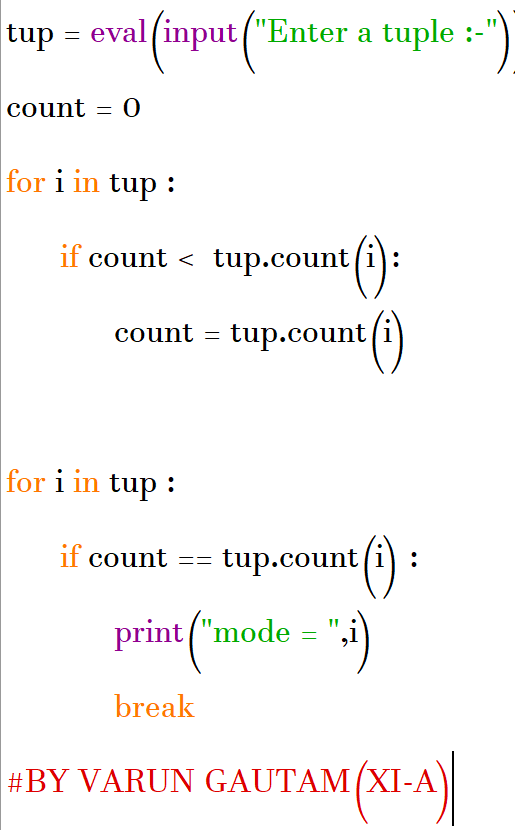 tup = eval(input("Enter a tuple :-"))
count = 0
for i in tup :
if count <  tup.count(i):
count = tup.count(i)
for i in tup :
if count == tup.count(i) :
print("mode = ",i)
break
#BY VARUN GAUTAM(XI-A)